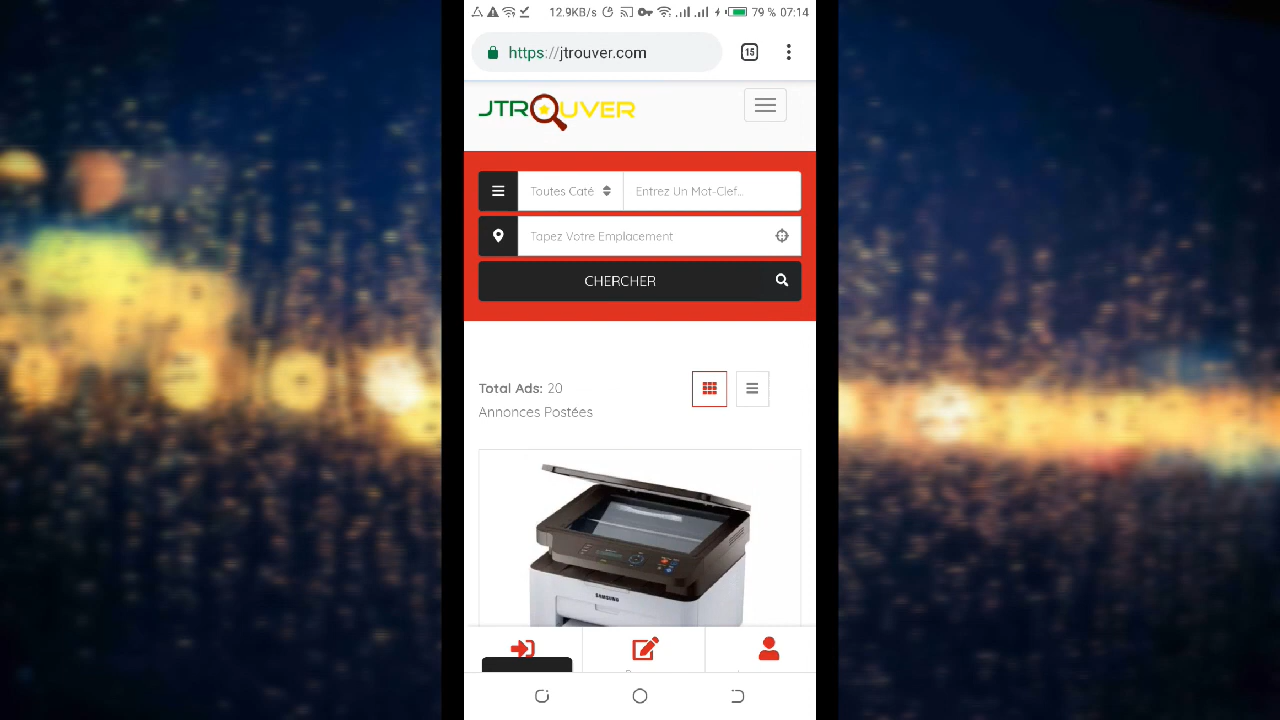 12.9KB/s 79 % 07:14
https://jtrouver.com 15
JTROUVER
Toutes Caté Entrez Un Mot-Clef...
Tapez Votre Emplacement
CHERCHER
Total Ads: 20
Annonces Postées
SAMSUNG